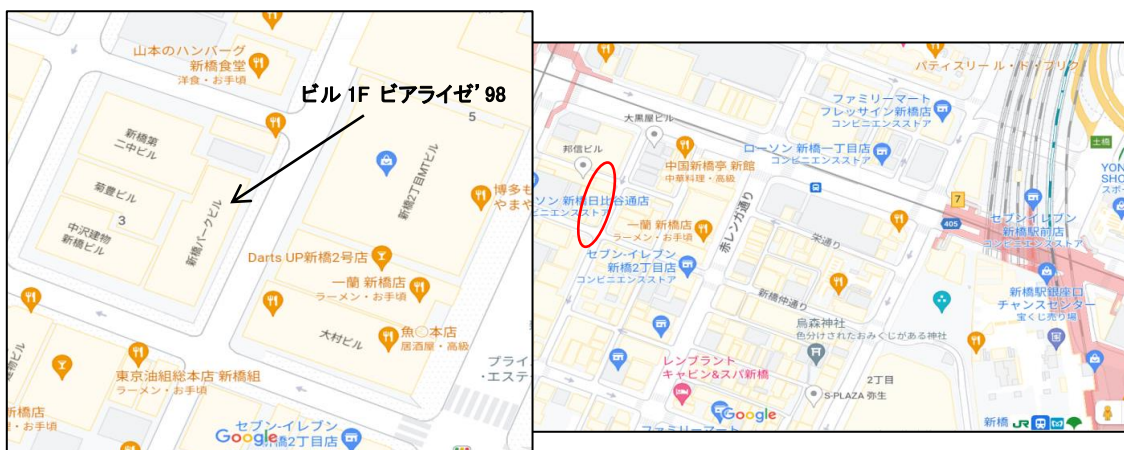 山本のハンバーグ
新橋食堂
洋食・お手頃
ビル 1F ビアライゼ’98
5
新橋第
二中ビル
菊豊ビル
3
中沢建物
新橋ビル
新橋パークビル
新橋2丁目MTビル
博多も
やまや
Darts UP新橋2号店
一蘭 新橋店
ラーメン・お手頃
魚〇本店
居酒屋・高級
大村ビル
プライ
・エステ
東京油組総本店 新橋組
ラーメン・お手頃
新橋店
・お手頃
セブン-イレブン
新橋2丁目店
Google
パティスリー ル・ド・ブリク
ファミリーマート
フレッサイン新橋店
コンビニエンスストア
大黒屋ビル
邦信ビル
ローソン 新橋一丁目店
コンビニエンスストア
中国新橋亭 新館
中華料理・高級
ソン 新橋日比谷通店
ビニエンスストア
一蘭 新橋店
ラーメン・お手頃
赤レンガ通り
栄通り
セブン-イレブン
新橋2丁目店
コンビニエンスストア
新橋仲通り
烏森神社
色分けされたおみくじがある神社
レンブラント
キャビン&スパ新橋
2丁目
S-PLAZA 弥生
ファミリーマート
Google
土橋
YON
SHO
スポー
7
405
セブン-イレブン
新橋駅前店
コンビニエンスストア
新橋駅銀座口
チャンスセンター
宝くじ売り場
新橋 JR